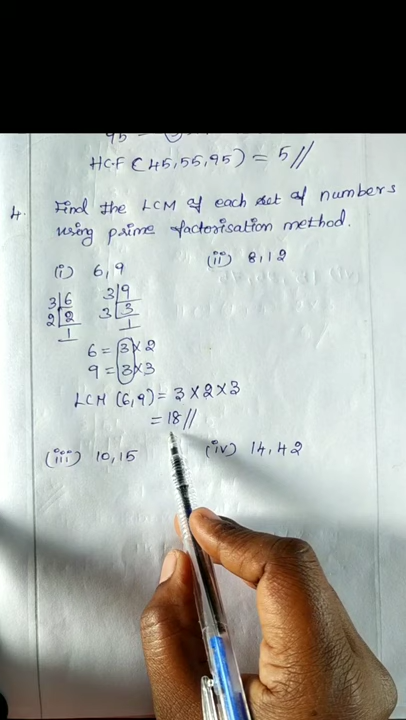 HCF (45,55,95) = 5//
4. Find the LCM of each set of numbers
using prime factorisation method.
(i) 6, 9
(ii) 8, 12
3|6 3|9
2|2 3|3
1 1
6 = 3×2
9 = 3×3
LCM (6,9) = 3×2×3
= 18//
(iii) 10, 15
(iv) 14, 42